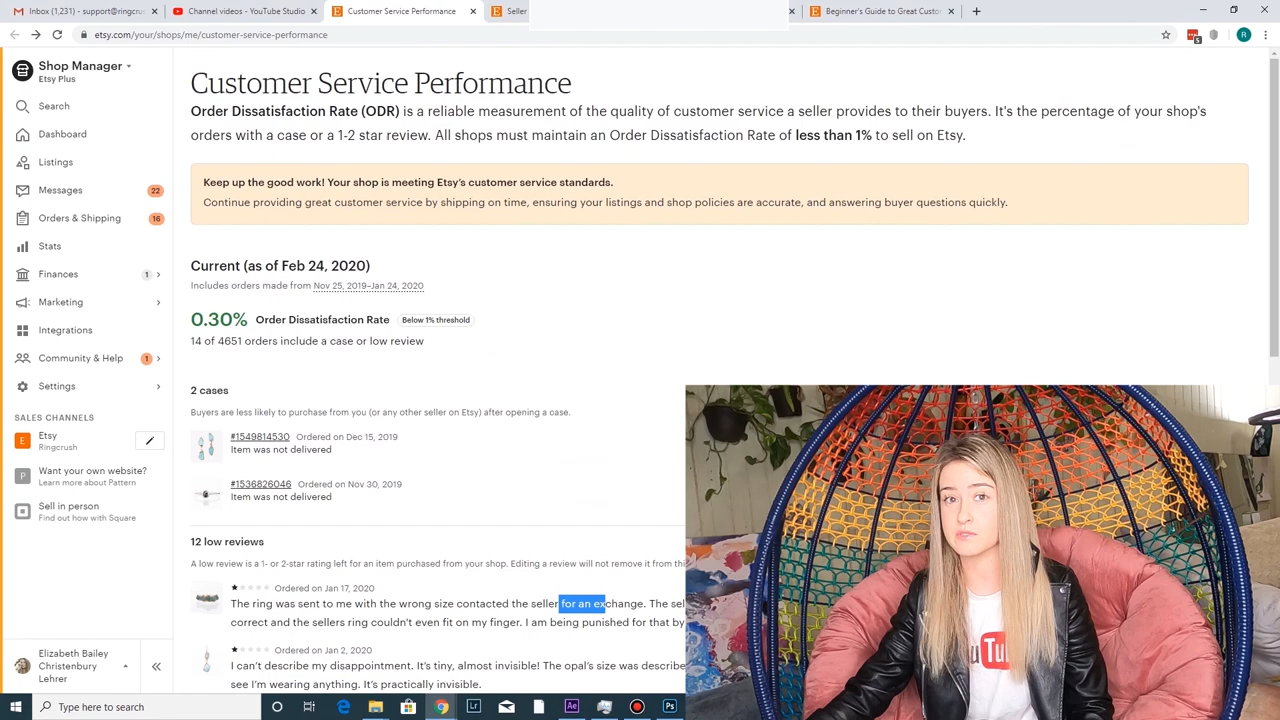 Inbox (1,231) - support@ringcru
Channel videos - YouTube Studio
Customer Service Performance
Seller
Beginner's Guide to Great Custom
etsy.com/your/shops/me/customer-service-performance
5
R
Shop Manager
Etsy Plus
Search
Dashboard
Listings
Messages 22
Orders & Shipping 16
Stats
Finances 1
Marketing
Integrations
Community & Help 1
Settings
SALES CHANNELS
E Etsy
Ringcrush
P Want your own website?
Learn more about Pattern
Sell in person
Find out how with Square
Elizabeth Bailey
Christenbury
Lehrer
Customer Service Performance
Order Dissatisfaction Rate (ODR) is a reliable measurement of the quality of customer service a seller provides to their buyers. It's the percentage of your shop's
orders with a case or a 1-2 star review. All shops must maintain an Order Dissatisfaction Rate of less than 1% to sell on Etsy.
Keep up the good work! Your shop is meeting Etsy's customer service standards.
Continue providing great customer service by shipping on time, ensuring your listings and shop policies are accurate, and answering buyer questions quickly.
Current (as of Feb 24, 2020)
Includes orders made from Nov 25, 2019–Jan 24, 2020
0.30% Order Dissatisfaction Rate Below 1% threshold
14 of 4651 orders include a case or low review
2 cases
Buyers are less likely to purchase from you (or any other seller on Etsy) after opening a case.
#1549814530 Ordered on Dec 15, 2019
Item was not delivered
#1536826046 Ordered on Nov 30, 2019
Item was not delivered
12 low reviews
A low review is a 1- or 2-star rating left for an item purchased from your shop. Editing a review will not remove it from thi
Ordered on Jan 17, 2020
The ring was sent to me with the wrong size contacted the seller for an exchange. The sel
correct and the sellers ring couldn't even fit on my finger. I am being punished for that by
Ordered on Jan 2, 2020
I can't describe my disappointment. It's tiny, almost invisible! The opal's size was describe
see I'm wearing anything. It's practically invisible.
uTu
Type here to search
Lr
Ae
Ps